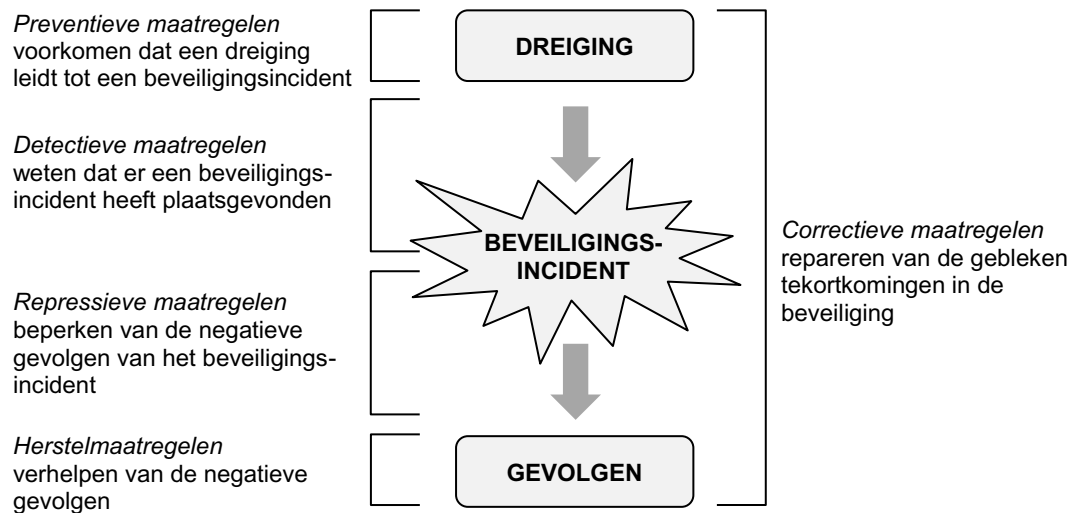 Preventieve maatregelen
voorkomen dat een dreiging
leidt tot een beveiligingsincident
DREIGING
Detectieve maatregelen
weten dat er een beveiligings-
incident heeft plaatsgevonden
BEVEILIGINGS-
INCIDENT
Correctieve maatregelen
repareren van de gebleken
tekortkomingen in de
beveiliging
Repressieve maatregelen
beperken van de negatieve
gevolgen van het beveiligings-
incident
Herstelmaatregelen
verhelpen van de negatieve
gevolgen
GEVOLGEN